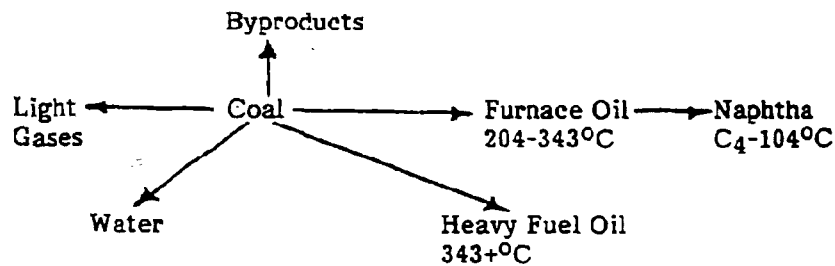 Byproducts
Light Gases
Coal
Furnace Oil
204-343°C
Naphtha
C₄-104°C
Water
Heavy Fuel Oil
343+°C